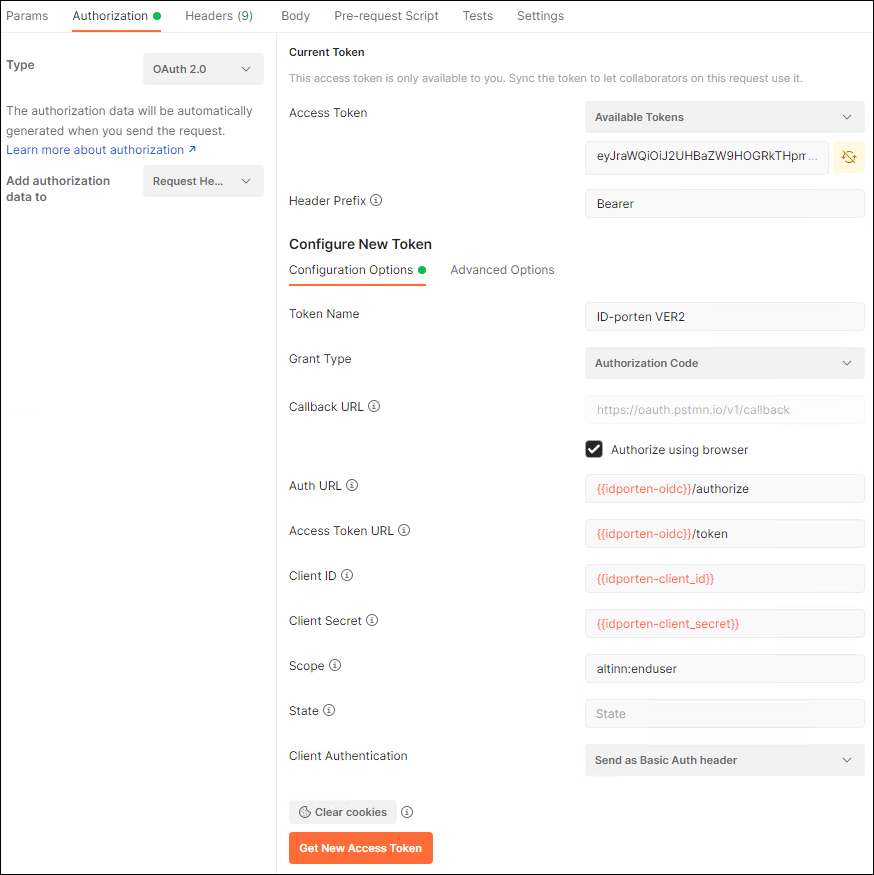 Params Authorization Headers (9) Body Pre-request Script Tests Settings
Type
OAuth 2.0
The authorization data will be automatically
generated when you send the request.
Learn more about authorization ↗
Add authorization
data to
Request He...
Current Token
This access token is only available to you. Sync the token to let collaborators on this request use it.
Access Token
Available Tokens
eyJraWQiOiJ2UHBaZW9HOGRkTHpm...
Header Prefix
Bearer
Configure New Token
Configuration Options Advanced Options
Token Name
ID-porten VER2
Grant Type
Authorization Code
Callback URL
https://oauth.pstmn.io/v1/callback
Authorize using browser
Auth URL
{{idporten-oidc}}/authorize
Access Token URL
{{idporten-oidc}}/token
Client ID
{{idporten-client_id}}
Client Secret
{{idporten-client_secret}}
Scope
altinn:enduser
State
State
Client Authentication
Send as Basic Auth header
Clear cookies
Get New Access Token